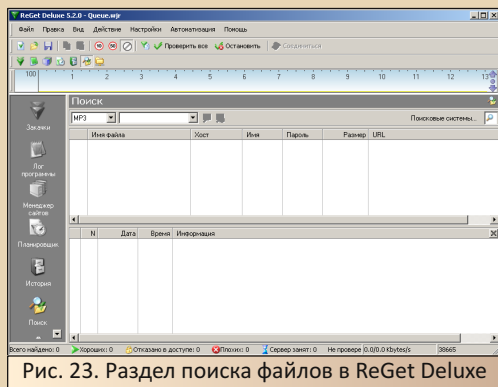 ReGet Deluxe 5.2.0 - Queue.wjr
Файл Правка Вид Действие Настройки Автоматизация Помощь
Проверить все Остановить Соединиться
100 1 2 3 4 5 6 7 8 9 10 11 12 13
Поиск
MP3 Поисковые системы...
Имя файла Хост Имя Пароль Размер URL
Закачки
Лог программы
Менеджер сайтов
Планировщик
История
Поиск
N Дата Время Информация
Всего найдено: 0 Хороших: 0 Отказано в доступе: 0 Плохих: 0 Сервер занят: 0 Не провере 0.0/0.0 Kbytes/s 38665
Рис. 23. Раздел поиска файлов в ReGet Deluxe